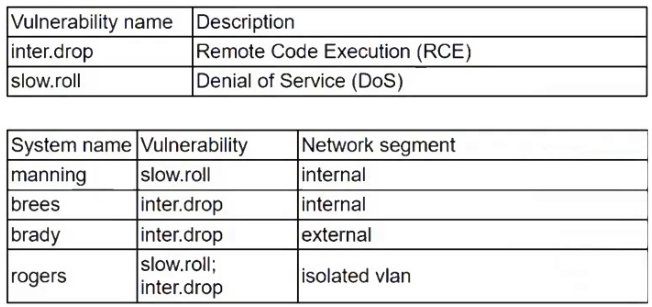 Vulnerability name Description
inter.drop Remote Code Execution (RCE)
slow.roll Denial of Service (DoS)
System name Vulnerability Network segment
manning slow.roll internal
brees inter.drop internal
brady inter.drop external
rogers slow.roll; inter.drop isolated vlan